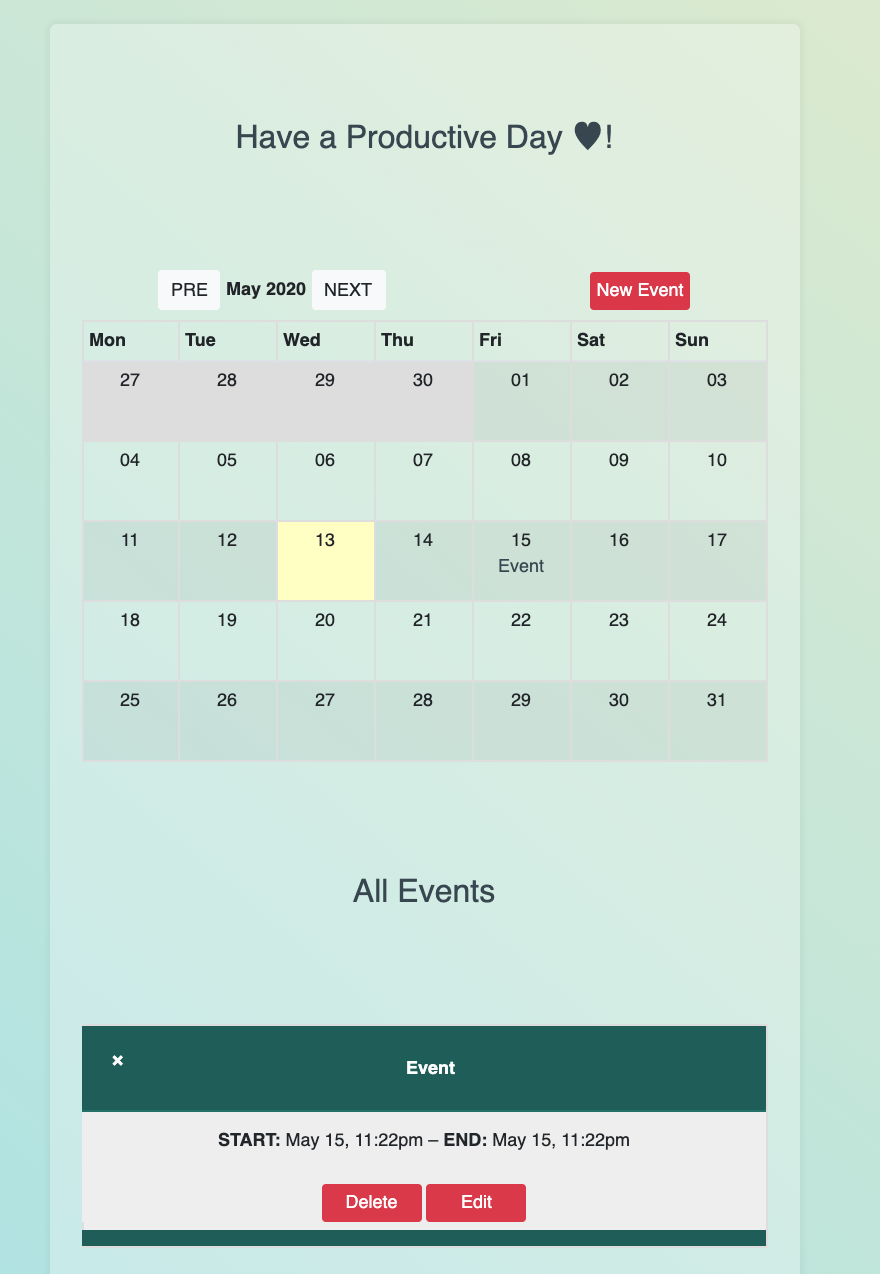 Have a Productive Day ♥!
PRE May 2020 NEXT New Event
Mon Tue Wed Thu Fri Sat Sun
27 28 29 30 01 02 03
04 05 06 07 08 09 10
11 12 13 14 15 16 17
Event
18 19 20 21 22 23 24
25 26 27 28 29 30 31
All Events
× Event
START: May 15, 11:22pm – END: May 15, 11:22pm
Delete Edit